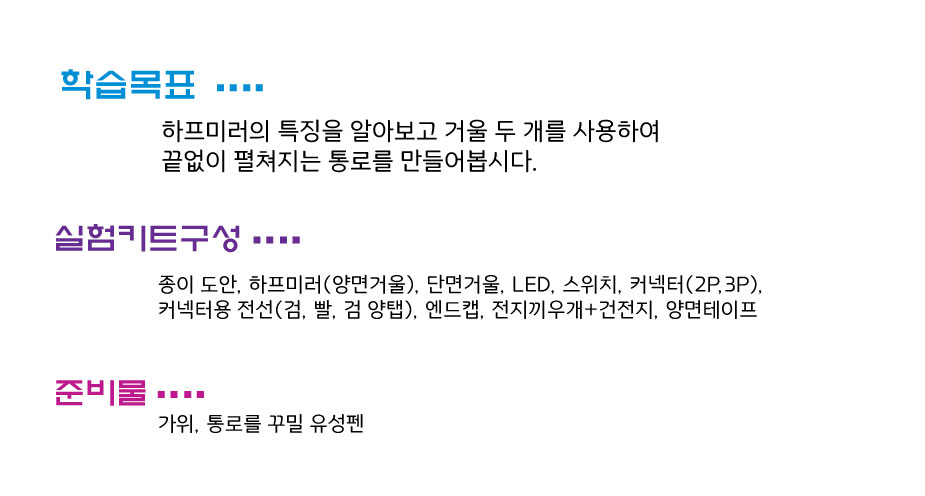 학습목표 ....
하프미러의 특징을 알아보고 거울 두 개를 사용하여
끝없이 펼쳐지는 통로를 만들어봅시다.
실험키트구성 ....
종이 도안, 하프미러(양면거울), 단면거울, LED, 스위치, 커넥터(2P,3P),
커넥터용 전선(검, 빨, 검 양탭), 엔드캡, 전지끼우개+건전지, 양면테이프
준비물 ....
가위, 통로를 꾸밀 유성펜